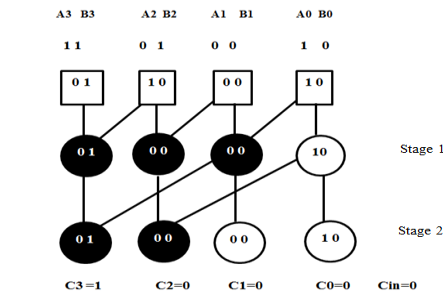 A3 B3 A2 B2 A1 B1 A0 B0
1 1 0 1 0 0 1 0
0 1 1 0 0 0 1 0
0 1 0 0 0 0 10 Stage 1
0 1 0 0 0 0 1 0 Stage 2
C3=1 C2=0 C1=0 C0=0 Cin=0